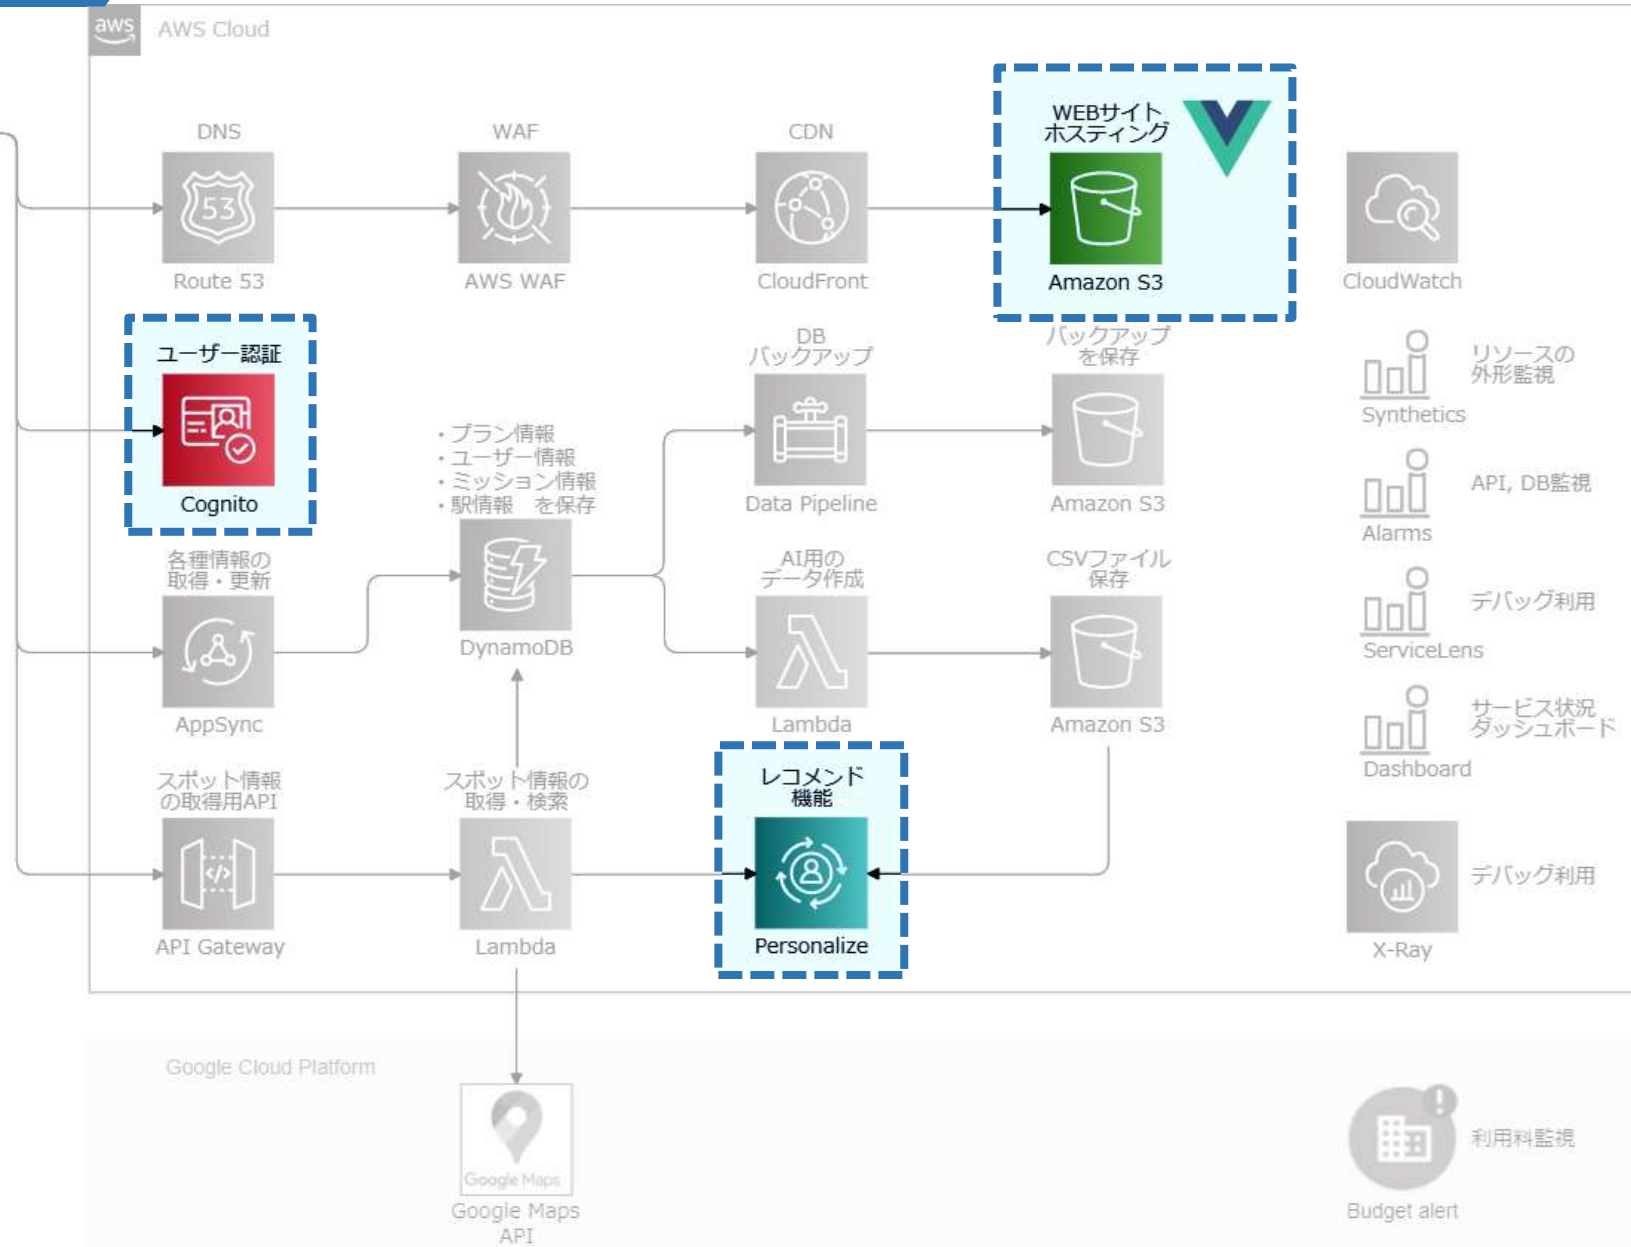 aws
AWS Cloud
DNS
WAF
CDN
WEBサイト
ホスティング
53
Route 53
AWS WAF
CloudFront
Amazon S3
CloudWatch
ユーザー認証
Cognito
・プラン情報
・ユーザー情報
・ミッション情報
・駅情報　を保存
DynamoDB
DB
バックアップ
Data Pipeline
バックアップ
を保存
Amazon S3
リソースの
外形監視
Synthetics
API, DB監視
Alarms
各種情報の
取得・更新
AppSync
AI用の
データ作成
Lambda
CSVファイル
保存
Amazon S3
デバッグ利用
ServiceLens
サービス状況
ダッシュボード
Dashboard
スポット情報
の取得用API
</>
API Gateway
スポット情報の
取得・検索
Lambda
レコメンド
機能
Personalize
デバッグ利用
X-Ray
Google Cloud Platform
Google Maps
Google Maps
API
!
利用料監視
Budget alert